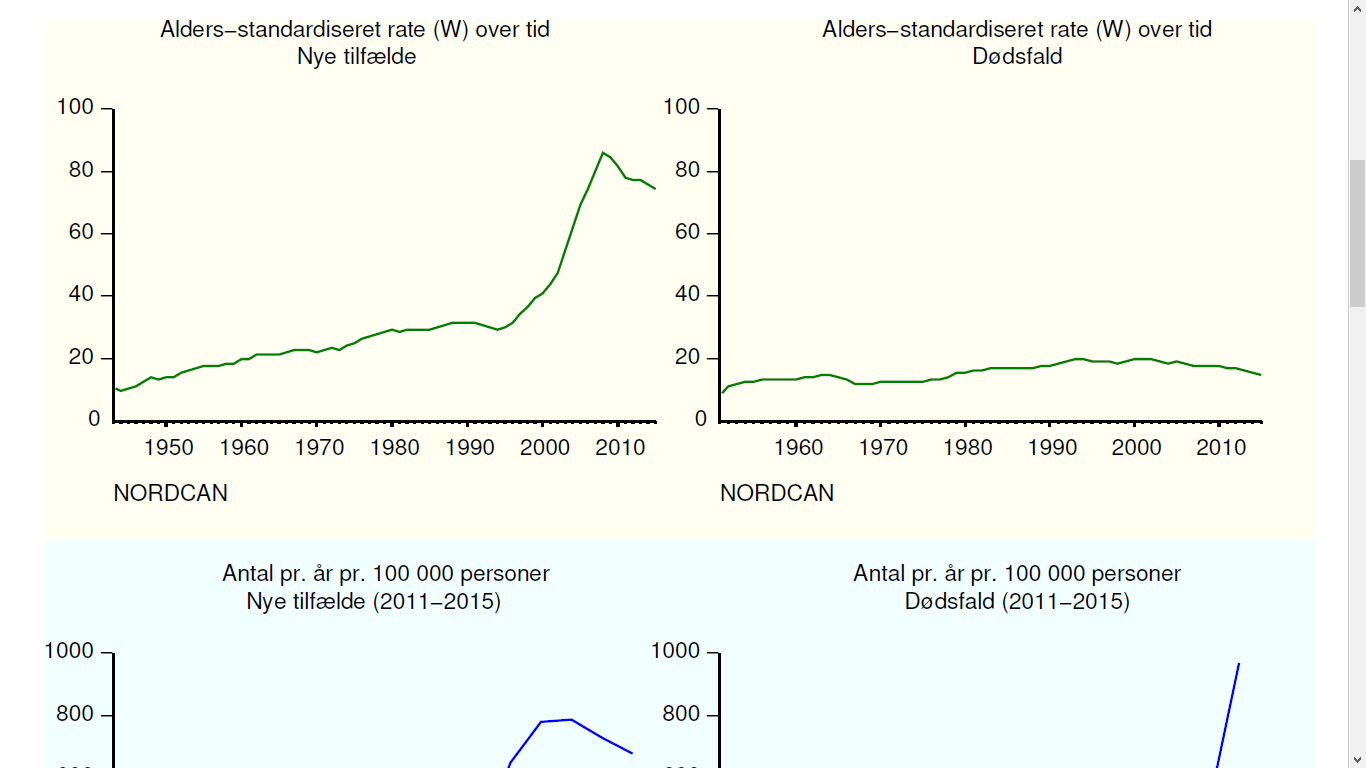 Alders–standardiseret rate (W) over tid
Nye tilfælde
100
80
60
40
20
0
1950 1960 1970 1980 1990 2000 2010
NORDCAN
Alders–standardiseret rate (W) over tid
Dødsfald
100
80
60
40
20
0
1960 1970 1980 1990 2000 2010
NORDCAN
Antal pr. år pr. 100 000 personer
Nye tilfælde (2011–2015)
1000
800
Antal pr. år pr. 100 000 personer
Dødsfald (2011–2015)
1000
800